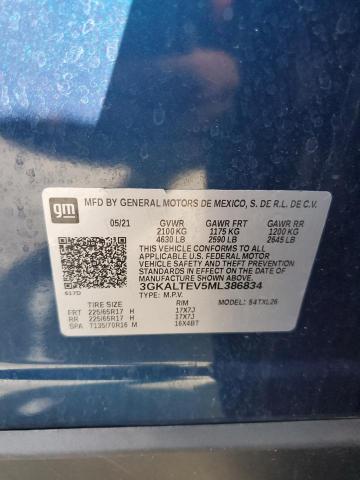 gm
MFD BY GENERAL MOTORS DE MEXICO, S. DE R.L. DE C.V.
05/21 GVWR GAWR FRT GAWR RR
2100 KG 1175 KG 1200 KG
4630 LB 2590 LB 2645 LB
THIS VEHICLE CONFORMS TO ALL
APPLICABLE U.S. FEDERAL MOTOR
VEHICLE SAFETY, BUMPER, AND
THEFT PREVENTION STANDARDS IN
EFFECT ON THE DATE OF
MANUFACTURE SHOWN ABOVE.
3GKALTEV5ML386834
617D
TYPE: M.P.V. MODEL: 54TXL26
TIRE SIZE RIM
FRT 225/65R17 H 17X7J
RR 225/65R17 H 17X7J
SPA T135/70R16 M 16X4BT